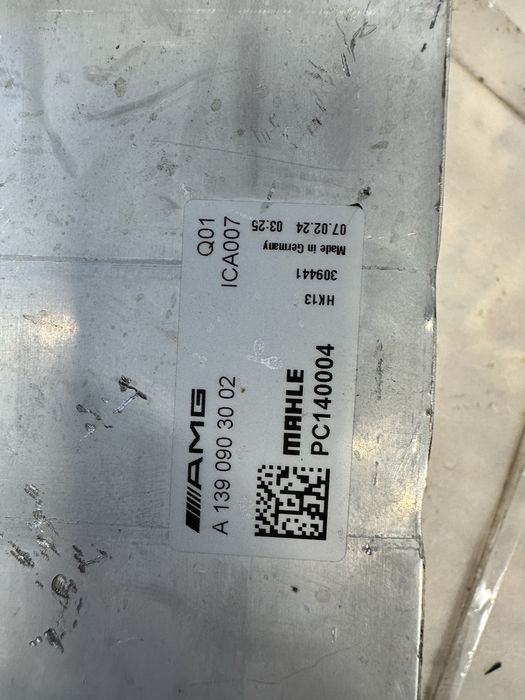 AMG
A 139 090 30 02
Q01
ICA007
MAHLE
PC140004
HK13
309441
Made in Germany
07.02.24 03:25